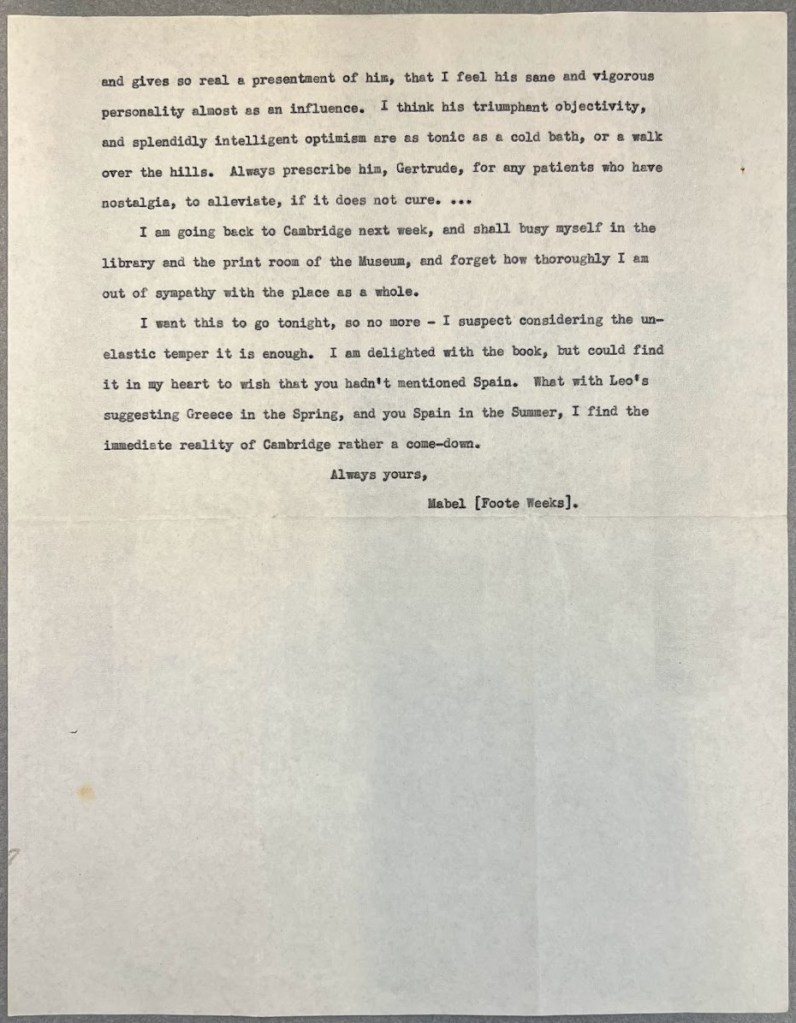 and gives so real a presentment of him, that I feel his sane and vigorous
personality almost as an influence. I think his triumphant objectivity,
and splendidly intelligent optimism are as tonic as a cold bath, or a walk
over the hills. Always prescribe him, Gertrude, for any patients who have
nostalgia, to alleviate, if it does not cure. ...
I am going back to Cambridge next week, and shall busy myself in the
library and the print room of the Museum, and forget how thoroughly I am
out of sympathy with the place as a whole.
I want this to go tonight, so no more - I suspect considering the un-
elastic temper it is enough. I am delighted with the book, but could find
it in my heart to wish that you hadn't mentioned Spain. What with Leo's
suggesting Greece in the Spring, and you Spain in the Summer, I find the
immediate reality of Cambridge rather a come-down.
Always yours,
Mabel [Foote Weeks].